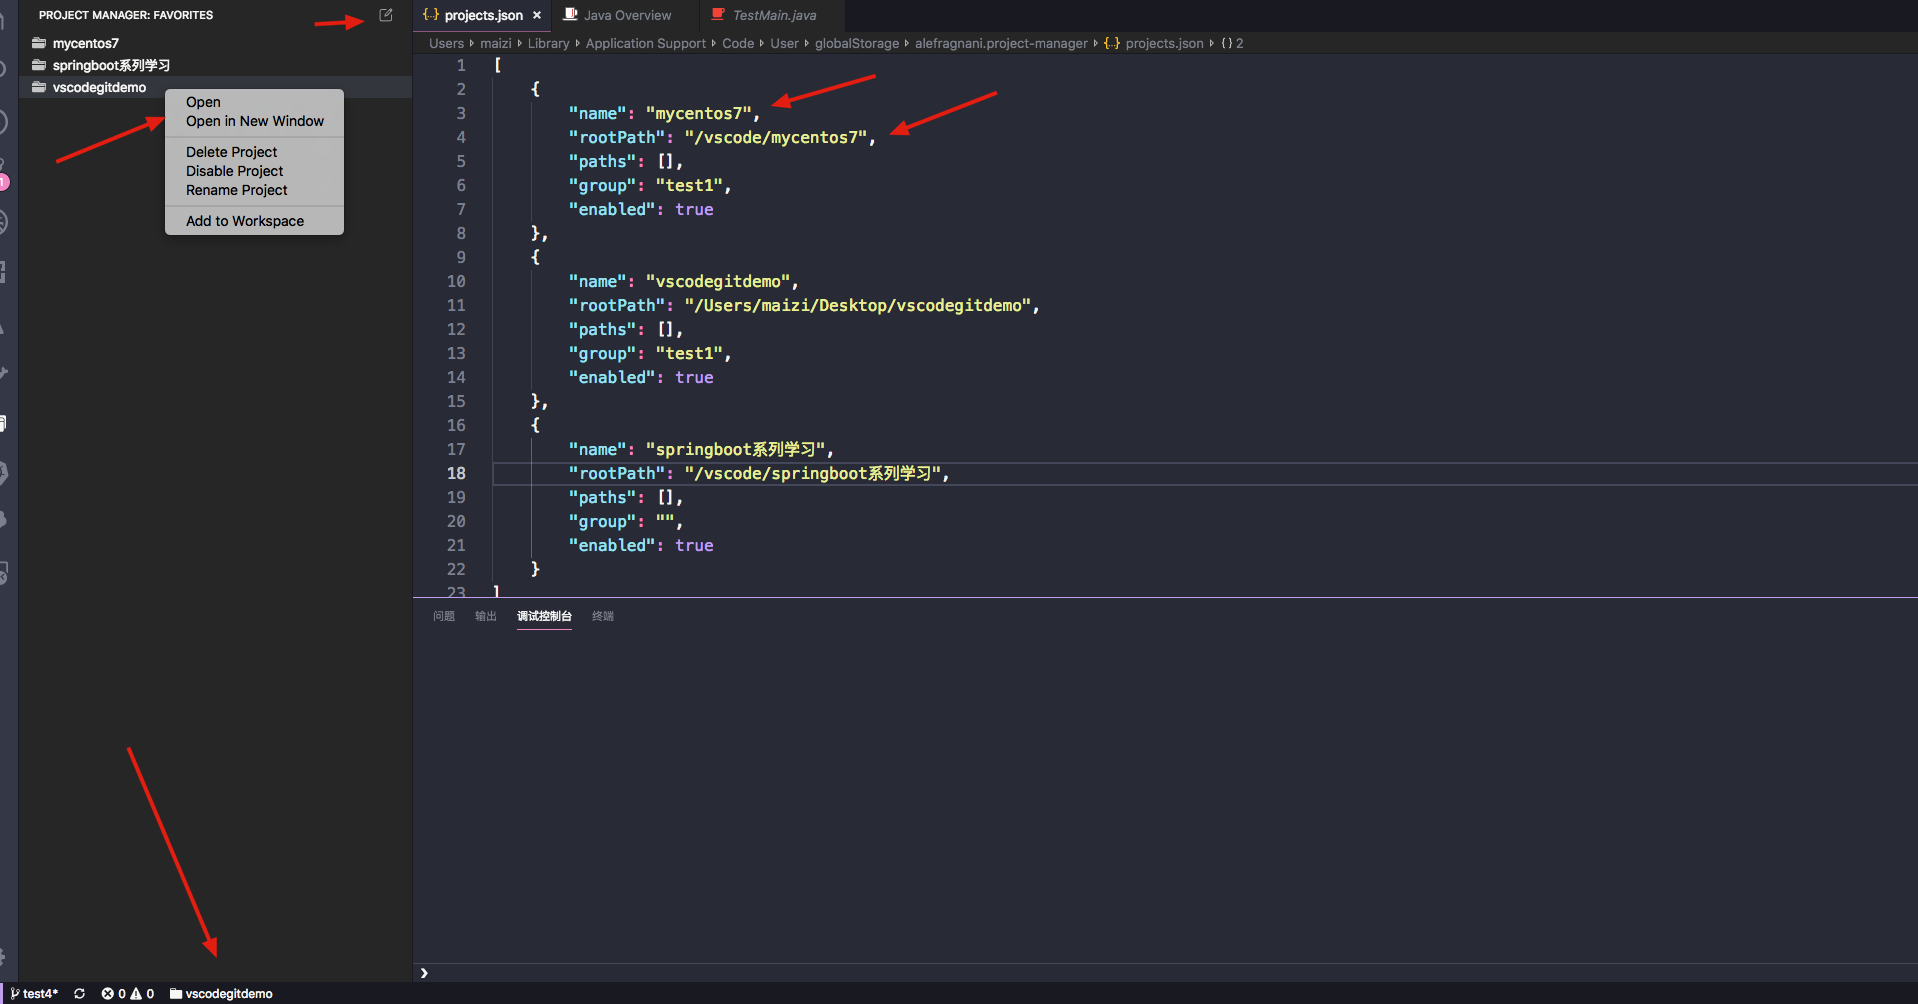 PROJECT MANAGER: FAVORITES
mycentos7
springboot系列学习
vscodegitdemo
Open
Open in New Window
Delete Project
Disable Project
Rename Project
Add to Workspace
{..} projects.json × Java Overview TestMain.java
Users › maizi › Library › Application Support › Code › User › globalStorage › alefragnani.project-manager › {..} projects.json › {} 2
1 [
2 {
3 "name": "mycentos7",
4 "rootPath": "/vscode/mycentos7",
5 "paths": [],
6 "group": "test1",
7 "enabled": true
8 },
9 {
10 "name": "vscodegitdemo",
11 "rootPath": "/Users/maizi/Desktop/vscodegitdemo",
12 "paths": [],
13 "group": "test1",
14 "enabled": true
15 },
16 {
17 "name": "springboot系列学习",
18 "rootPath": "/vscode/springboot系列学习",
19 "paths": [],
20 "group": "",
21 "enabled": true
22 }
23 ]
问题 输出 调试控制台 终端
›
test4* 0 0 vscodegitdemo